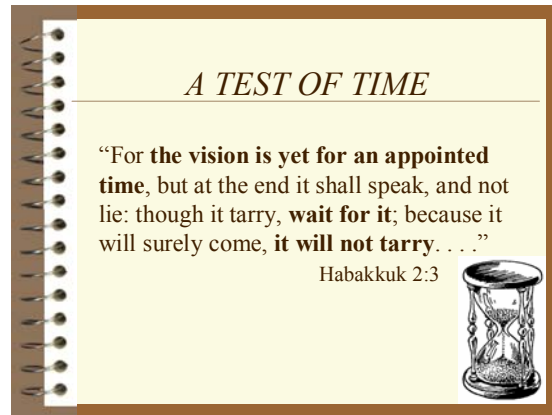 A TEST OF TIME
“For the vision is yet for an appointed
time, but at the end it shall speak, and not
lie: though it tarry, wait for it; because it
will surely come, it will not tarry. . . .”
Habakkuk 2:3